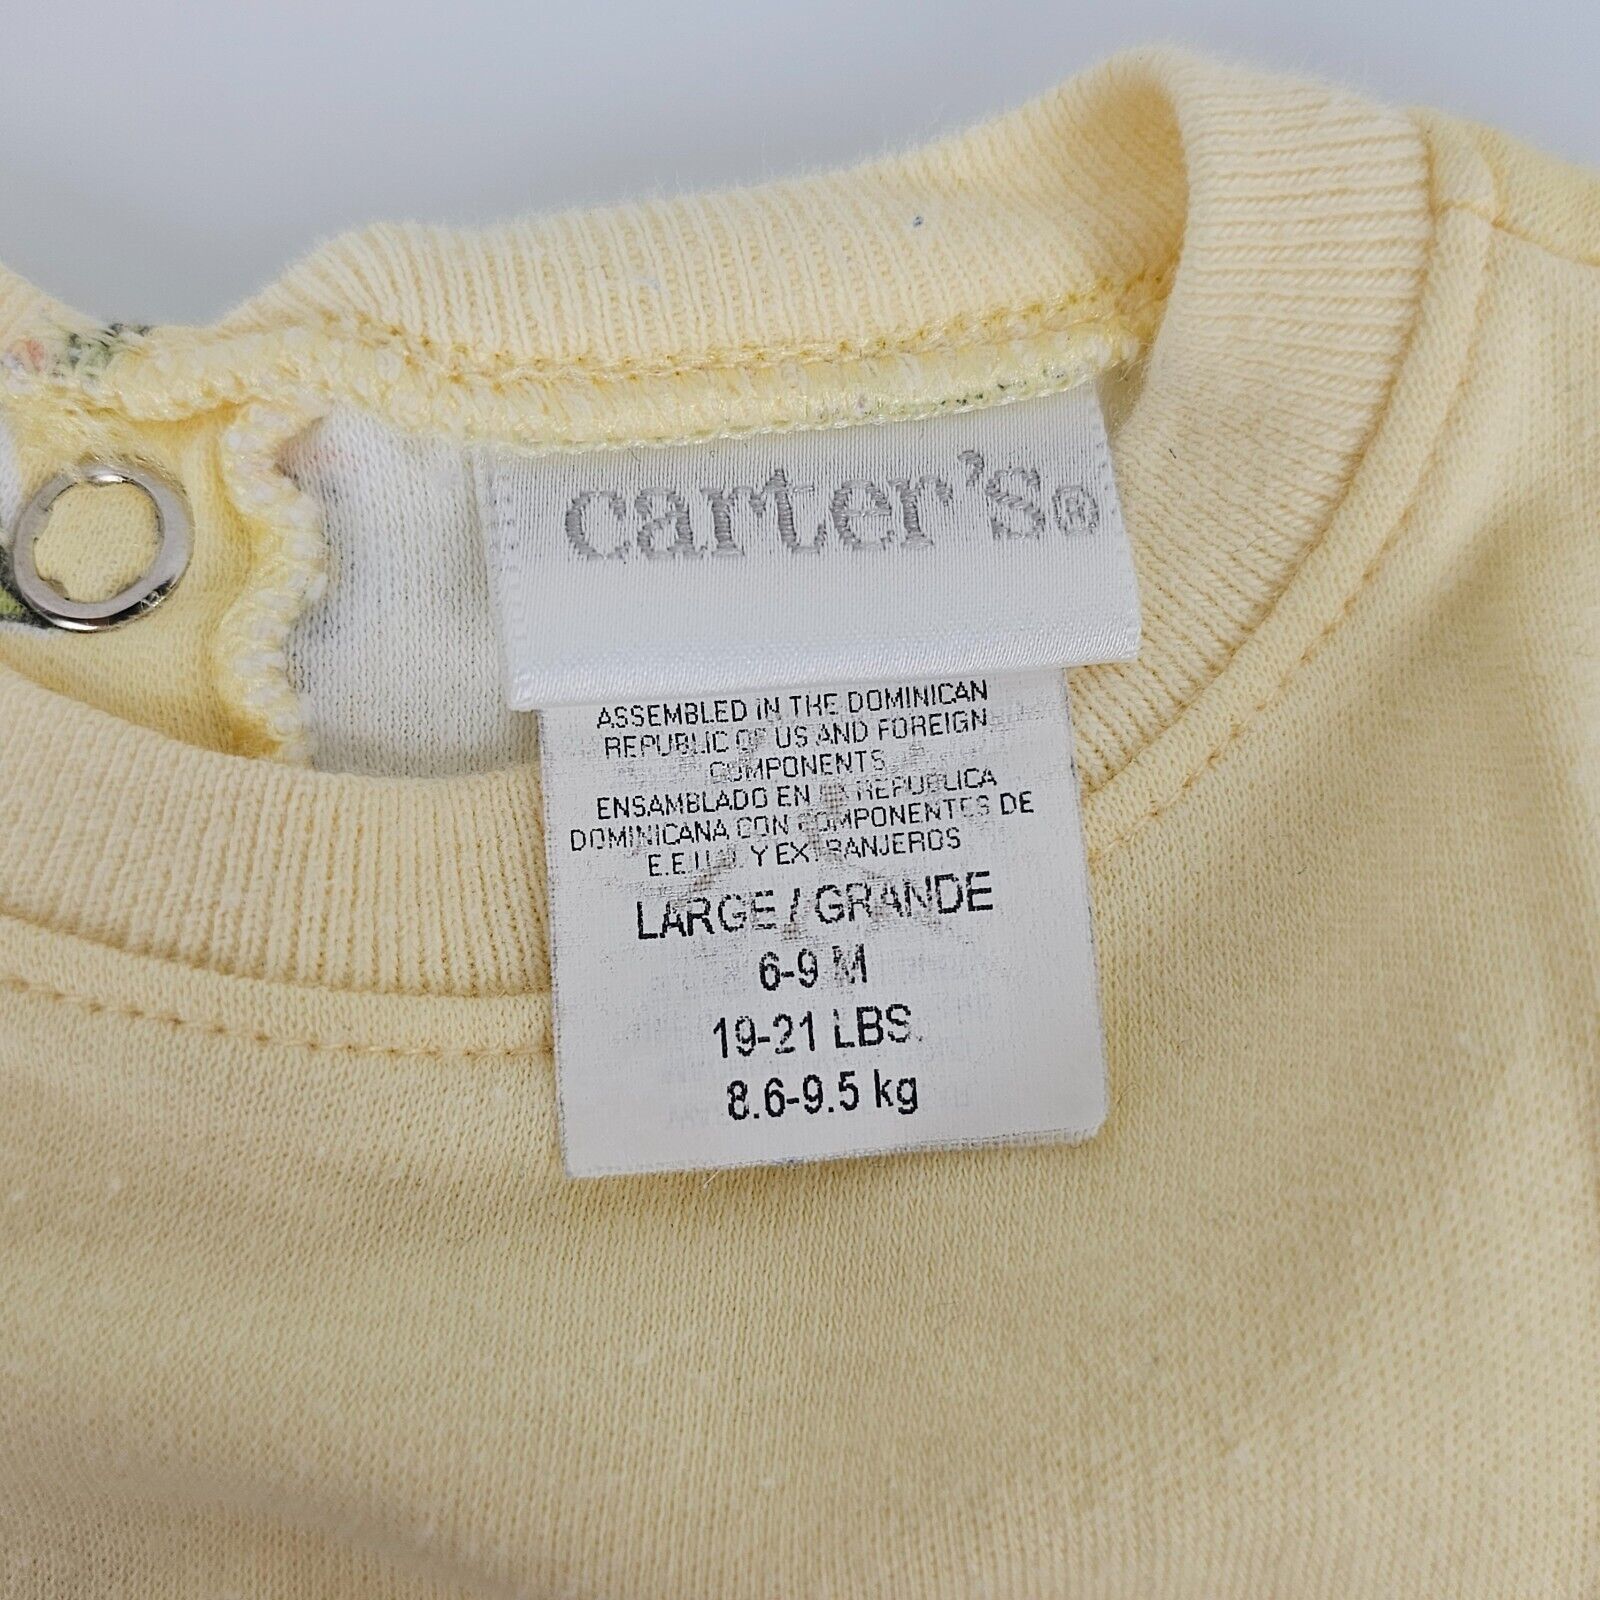 carter's®
ASSEMBLED IN THE DOMINICAN
REPUBLIC OF US AND FOREIGN
COMPONENTS
ENSAMBLADO EN REPUBLICA
DOMINICANA CON COMPONENTES DE
E.E.U.U. Y EXTRANJEROS
LARGE / GRANDE
6-9 M
19-21 LBS.
8.6-9.5 kg